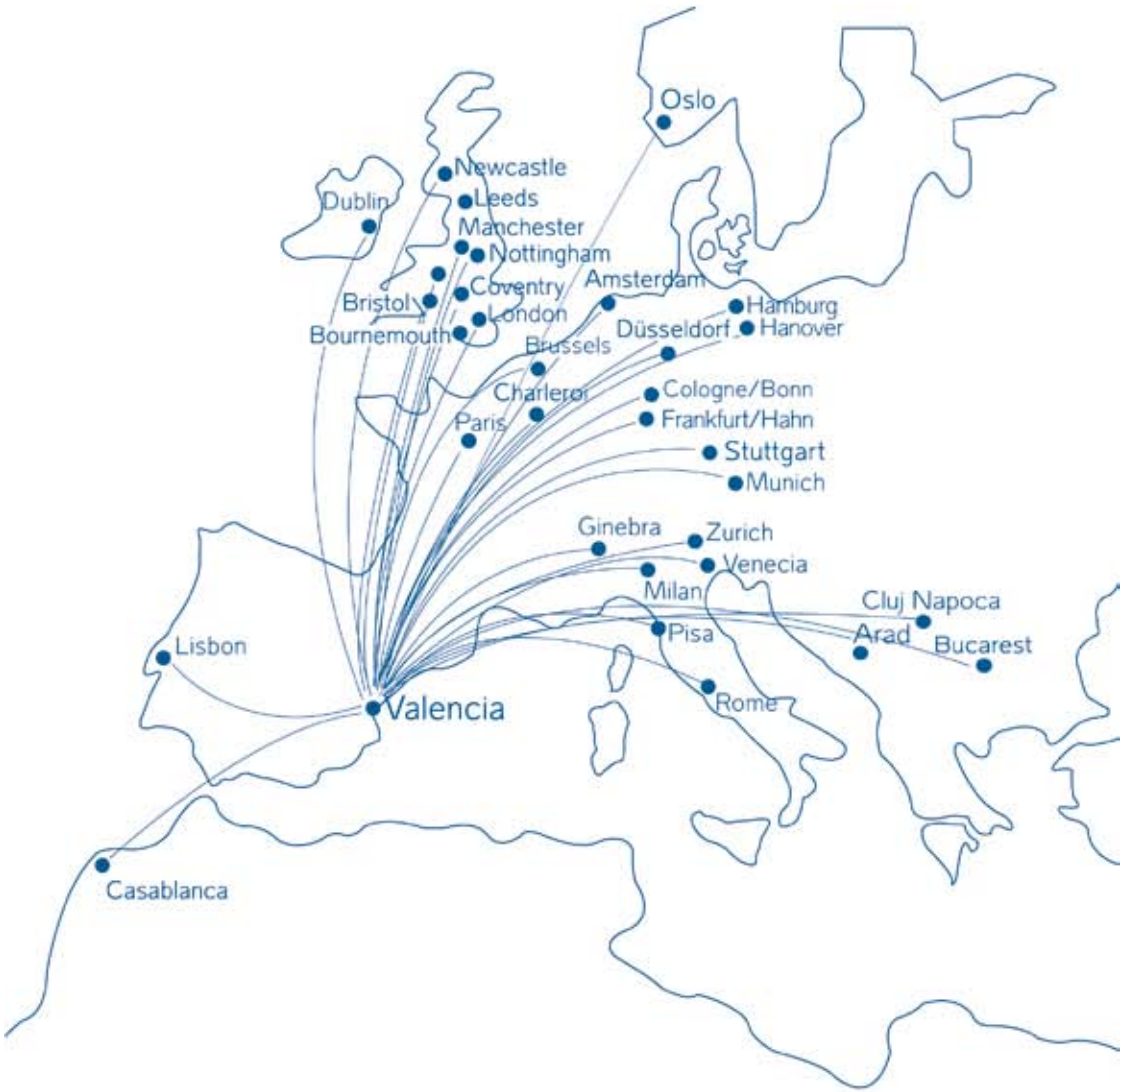 Oslo
Newcastle
Dublin
Leeds
Manchester
Nottingham
Amsterdam
Coventry
Bristol
Hamburg
London
Düsseldorf
Hanover
Bournemouth
Brussels
Charleroi
Cologne/Bonn
Paris
Frankfurt/Hahn
Stuttgart
Munich
Ginebra
Zurich
Venecia
Milan
Cluj Napoca
Pisa
Arad
Bucarest
Lisbon
Rome
Valencia
Casablanca